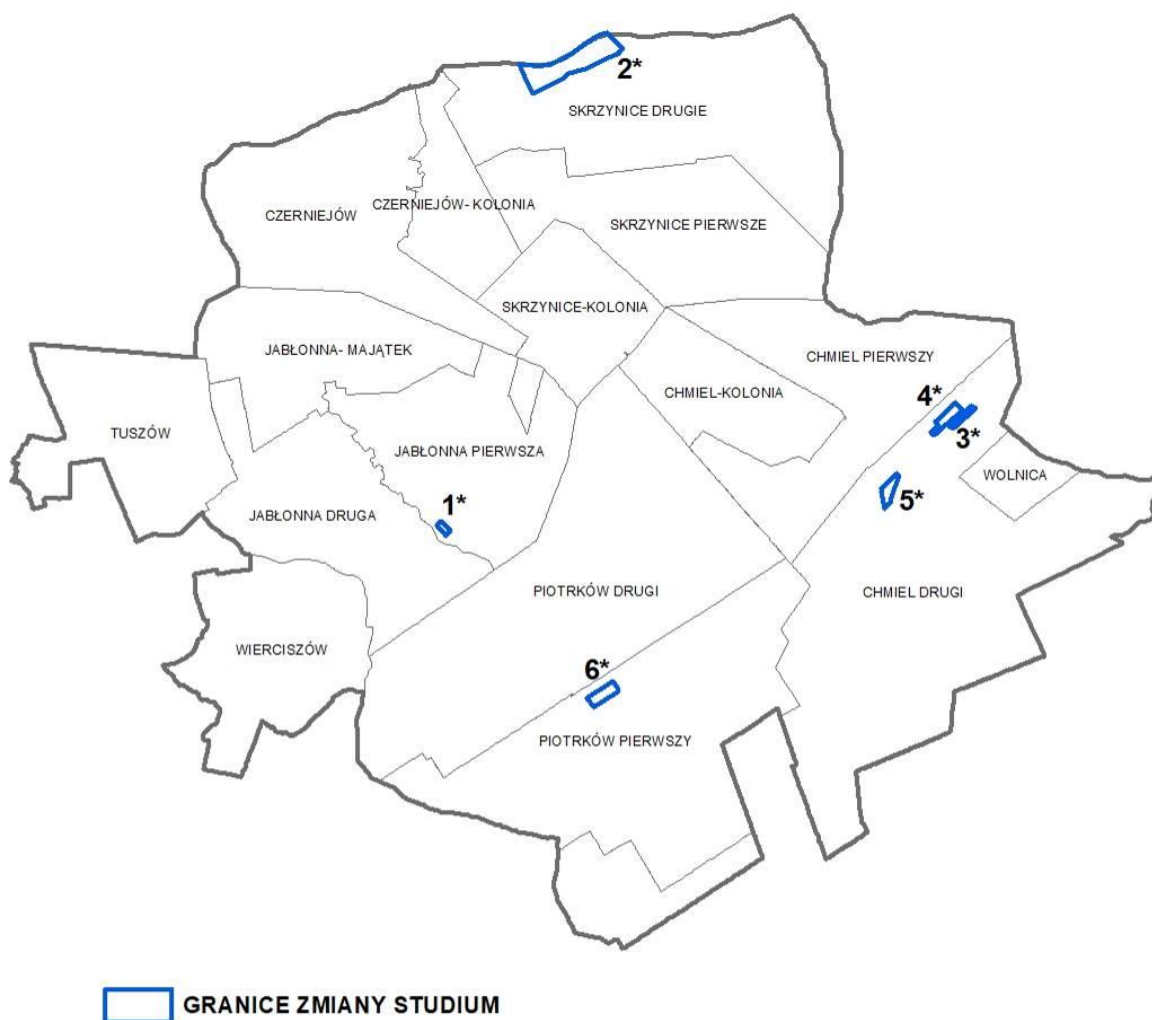 2*
SKRZYNICE DRUGIE
CZERNIEJÓW- KOLONIA
CZERNIEJÓW
SKRZYNICE PIERWSZE
SKRZYNICE-KOLONIA
JABŁONNA- MAJĄTEK
CHMIEL PIERWSZY
CHMIEL-KOLONIA
4*
3*
TUSZÓW
JABŁONNA PIERWSZA
WOLNICA
5*
1*
JABŁONNA DRUGA
PIOTRKÓW DRUGI
CHMIEL DRUGI
WIERCISZÓW
6*
PIOTRKÓW PIERWSZY
GRANICE ZMIANY STUDIUM